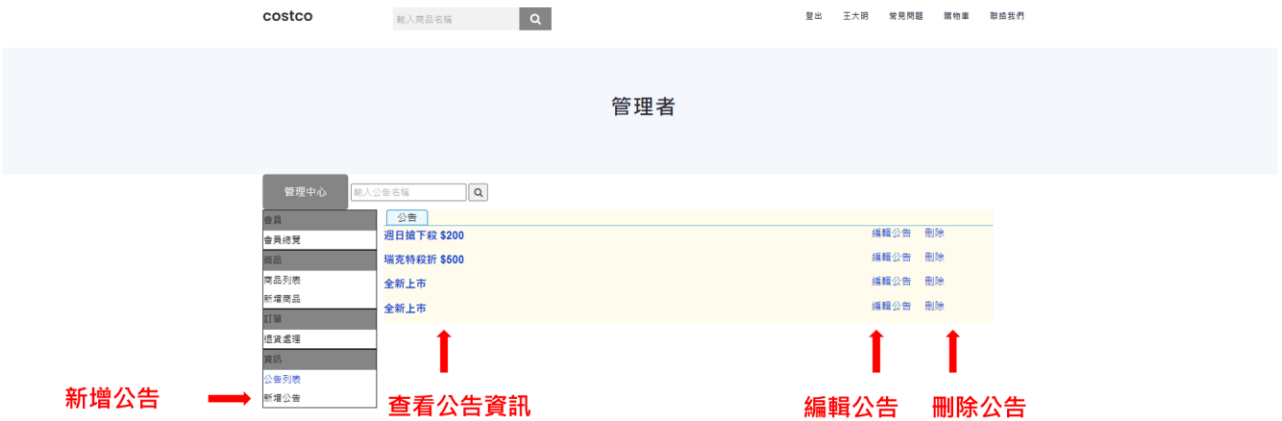 costco
輸入商品名稱
登出 王大明 常見問題 購物車 聯絡我們
管理者
管理中心
輸入公告名稱
會員
會員總覽
商品
商品列表
新增商品
訂單
退貨處理
資訊
公告列表
新增公告
公告
週日搶下殺 $200 編輯公告 刪除
瑞克特殺折 $500 編輯公告 刪除
全新上市 編輯公告 刪除
全新上市 編輯公告 刪除
新增公告
查看公告資訊
編輯公告
刪除公告